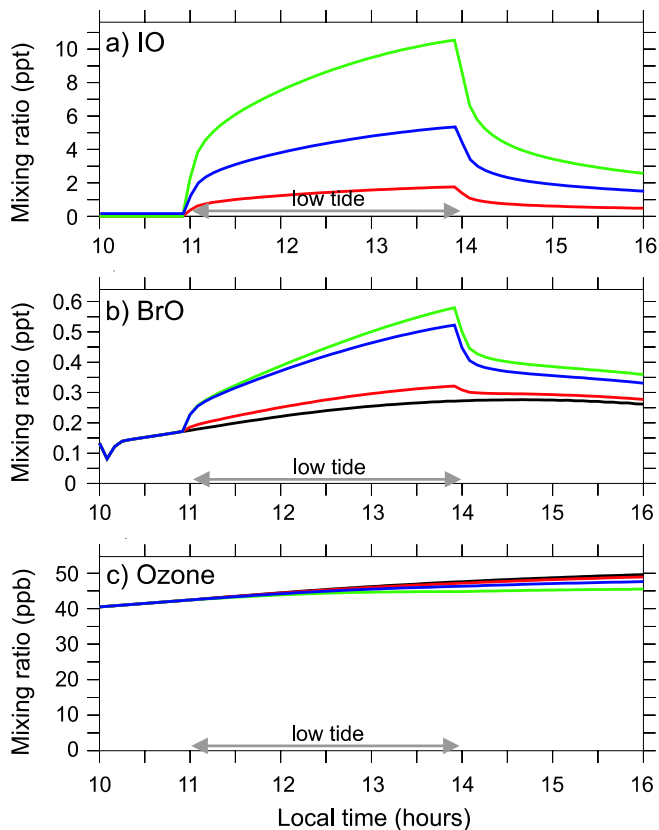 a) IO
Mixing ratio (ppt)
10
8
6
4
2
0
low tide
10 11 12 13 14 15 16
b) BrO
Mixing ratio (ppt)
0.6
0.5
0.4
0.3
0.2
0.1
0
low tide
10 11 12 13 14 15 16
c) Ozone
Mixing ratio (ppb)
50
40
30
20
10
0
low tide
10 11 12 13 14 15 16
Local time (hours)